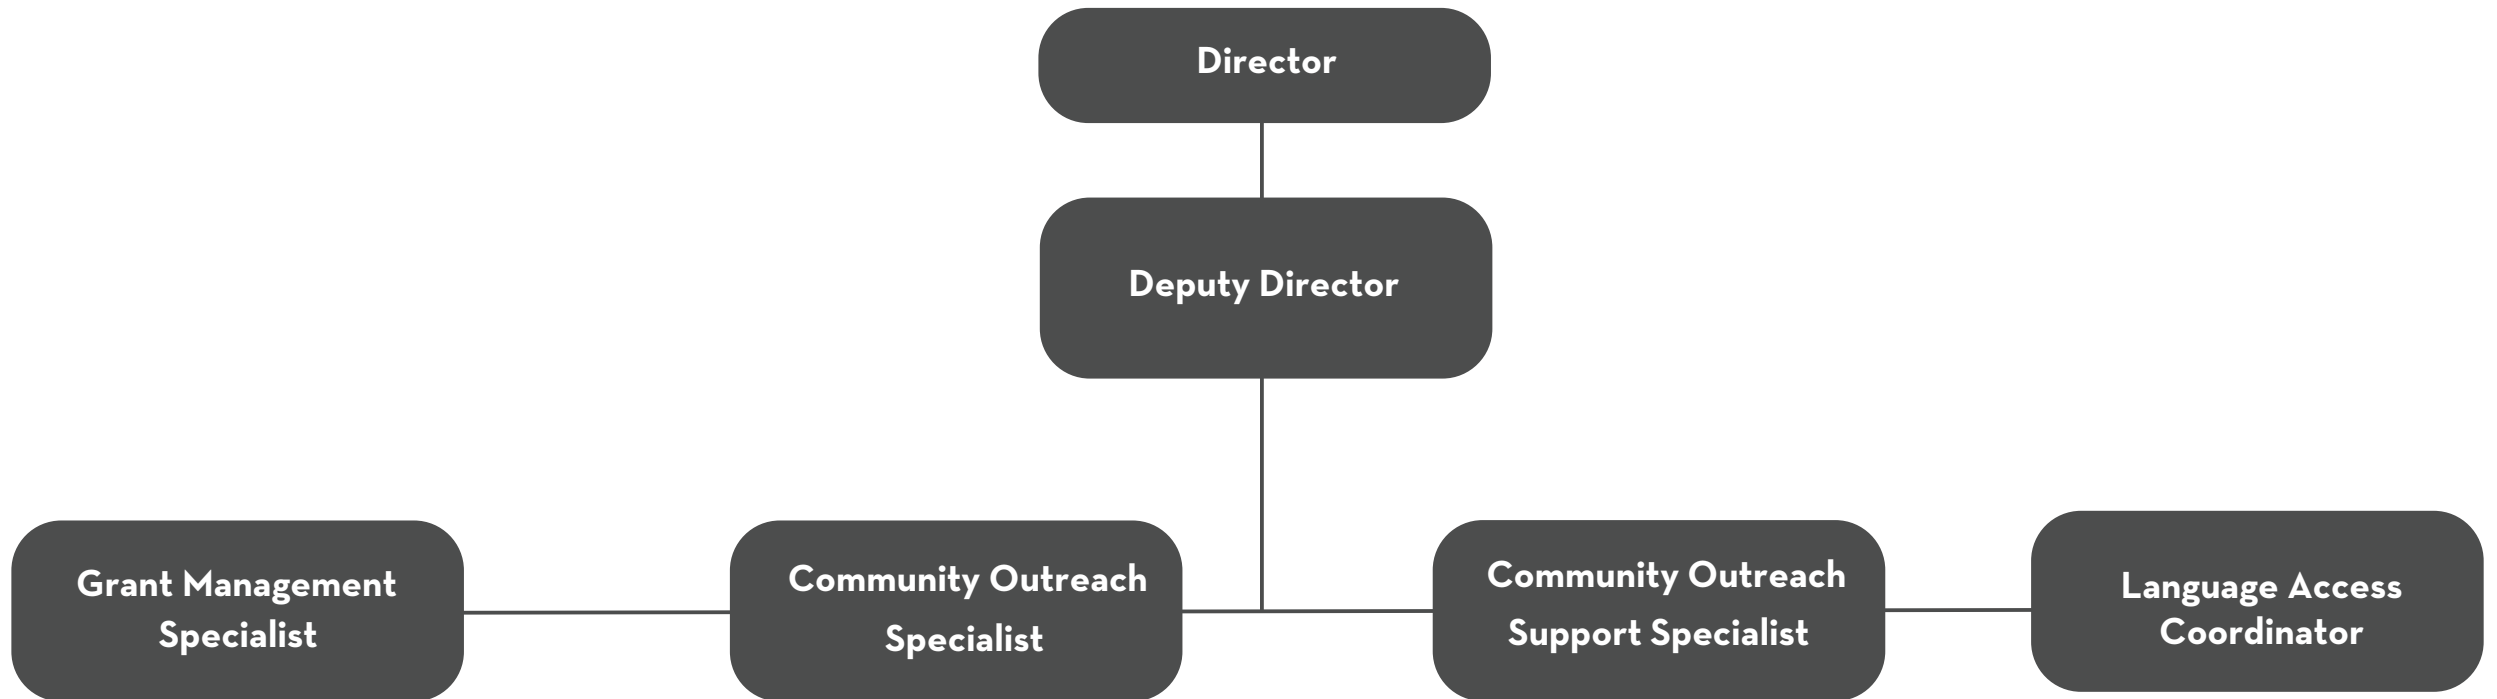 Director
Deputy Director
Grant Management
Specialist
Community Outreach
Specialist
Community Outreach
Support Specialist
Language Access
Coordinator